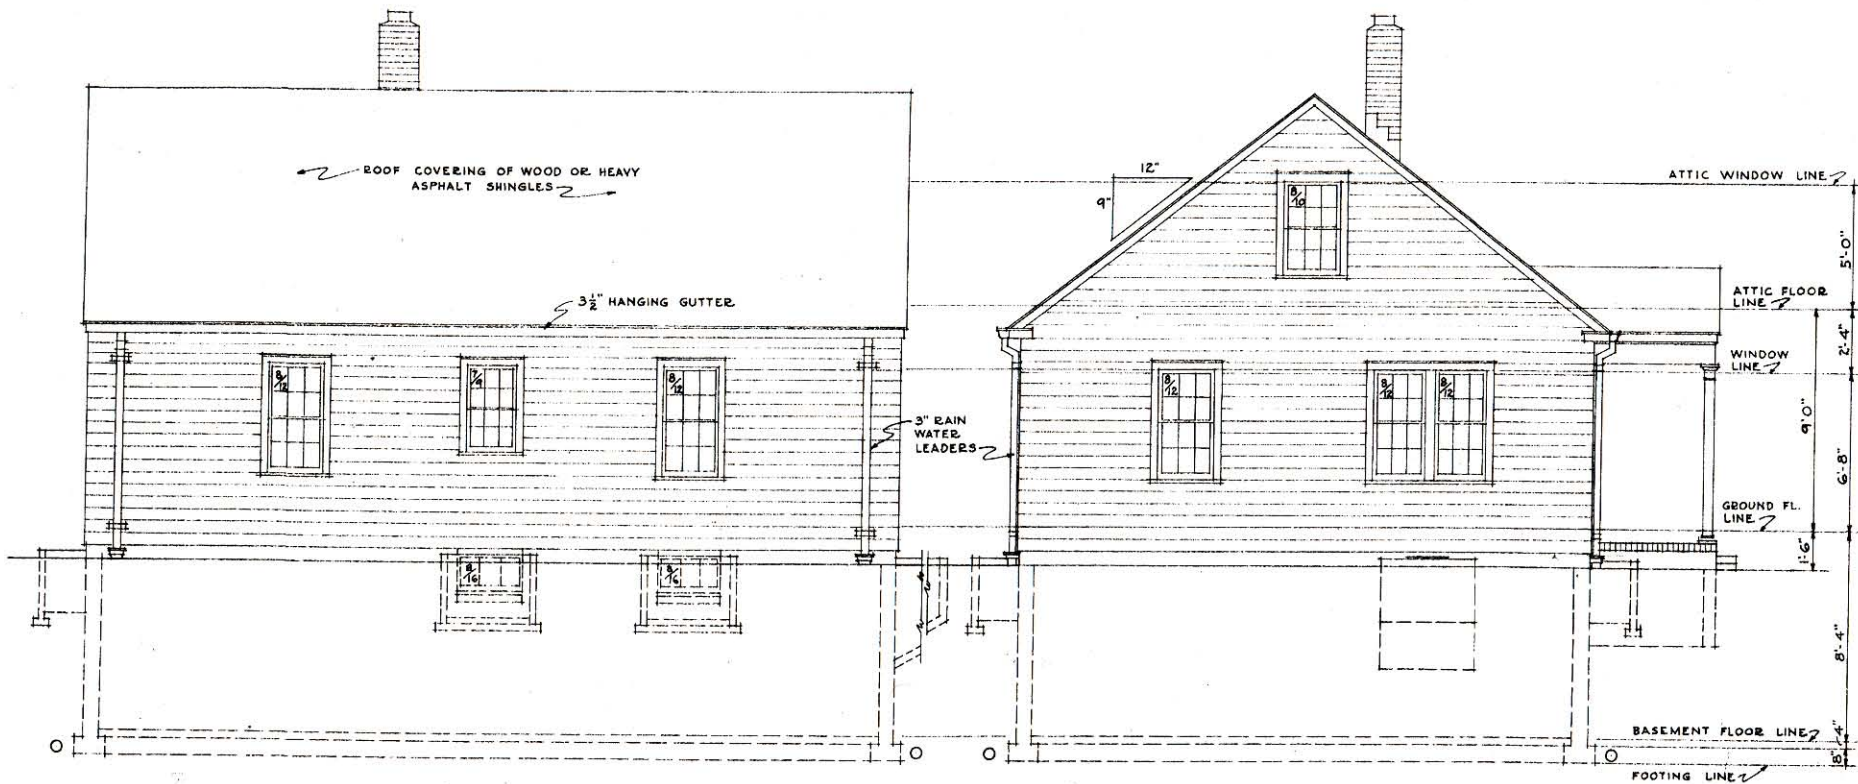 ROOF COVERING OF WOOD OR HEAVY
ASPHALT SHINGLES
3½" HANGING GUTTER
8/12
7/9
8/12
3" RAIN
WATER
LEADERS
8/16
8/16
12"
9"
8/10
8/12
8/12
8/12
ATTIC WINDOW LINE
5'-0"
ATTIC FLOOR
LINE
2'-4"
WINDOW
LINE
9'0"
6'-8"
GROUND FL.
LINE
1'-6"
8'-4"
BASEMENT FLOOR LINE
FOOTING LINE